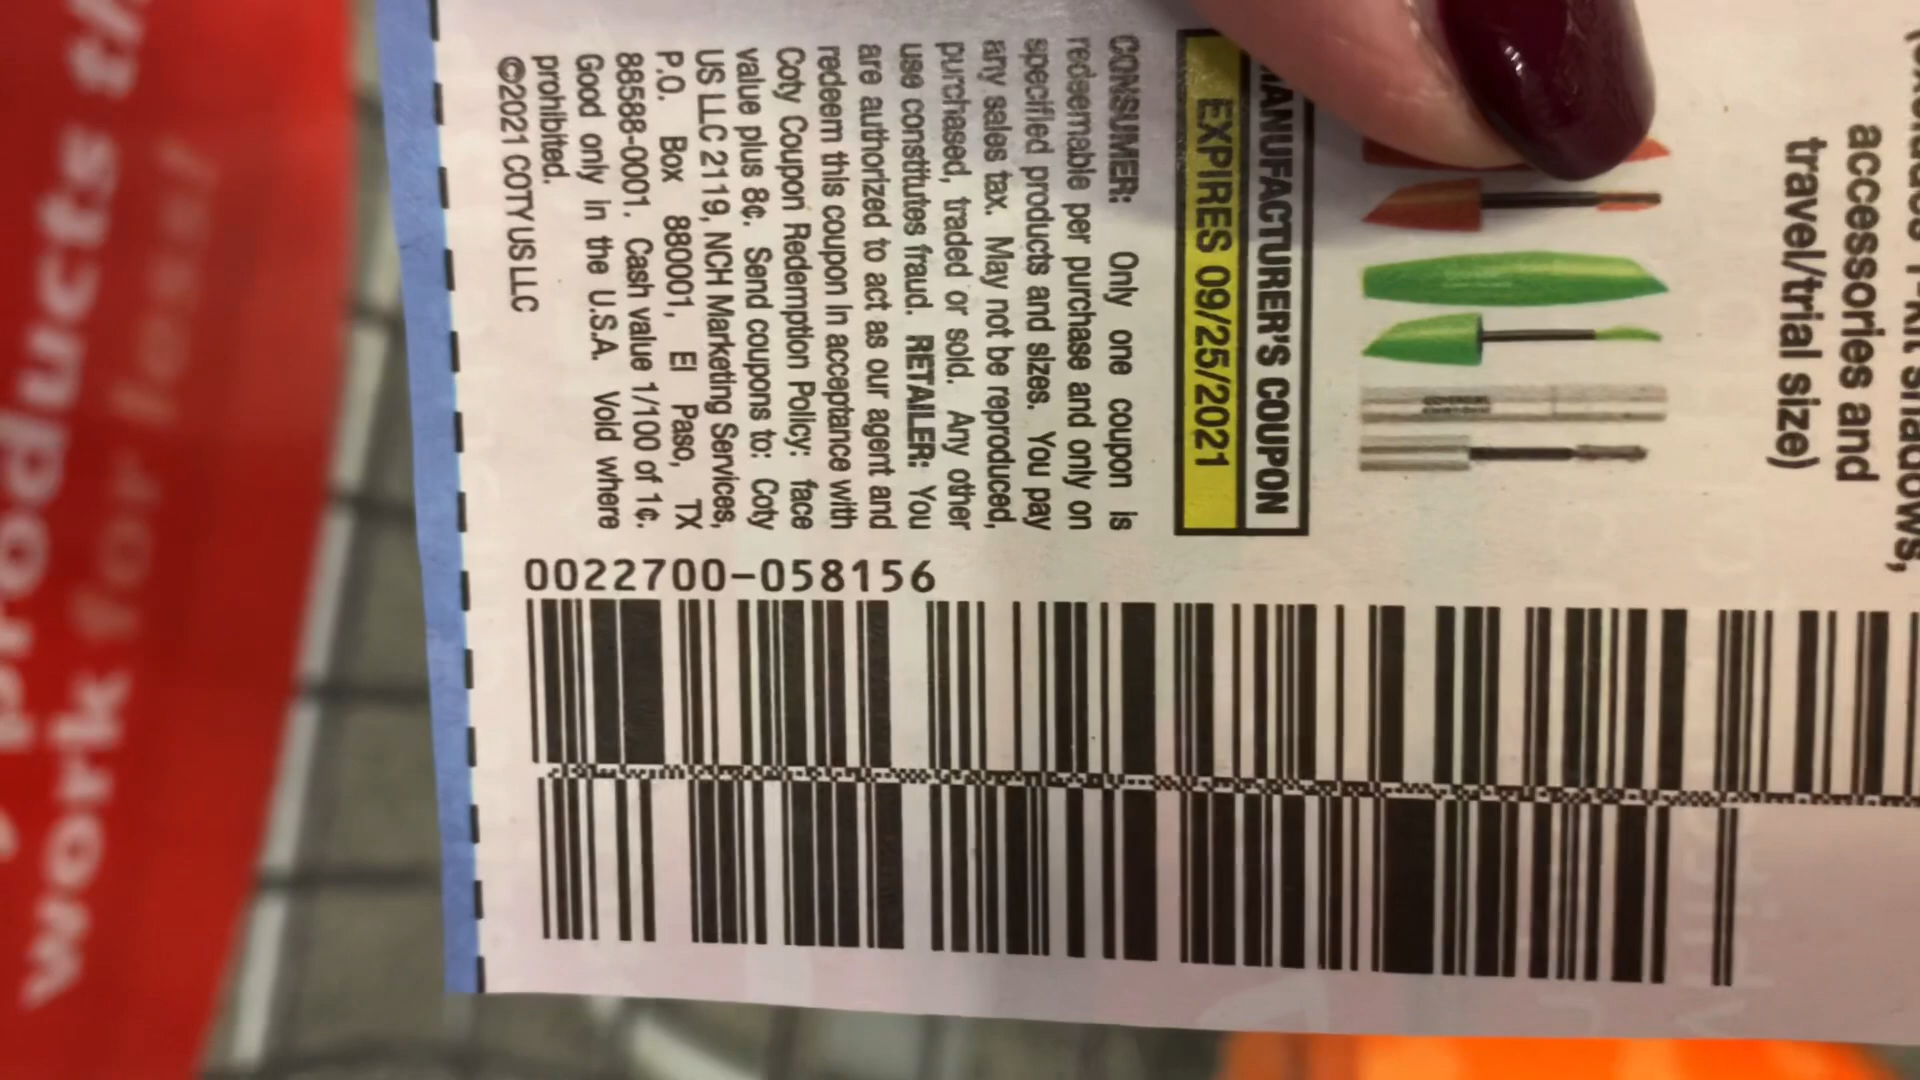 accessories and
travel/trial size)
MANUFACTURER'S COUPON
EXPIRES 09/25/2021
CONSUMER: Only one coupon is
redeemable per purchase and only on
specified products and sizes. You pay
any sales tax. May not be reproduced,
purchased, traded or sold. Any other
use constitutes fraud. RETAILER: You
are authorized to act as our agent and
redeem this coupon in acceptance with
Coty Coupon Redemption Policy: face
value plus 8¢. Send coupons to: Coty
US LLC 2119, NCH Marketing Services,
P.O. Box 880001, El Paso, TX
88588-0001. Cash value 1/100 of 1¢.
Good only in the U.S.A. Void where
prohibited.
©2021 COTY US LLC
0022700-058156
products
work for less!